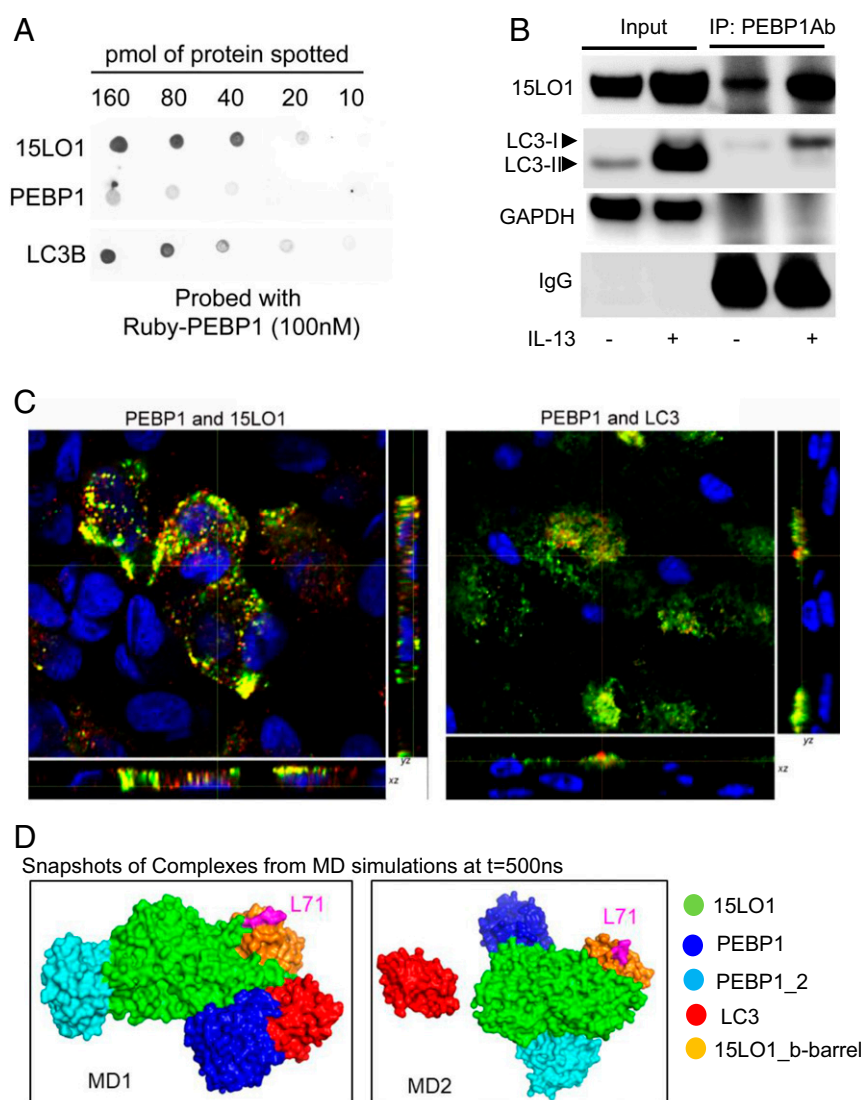 A
pmol of protein spotted
160 80 40 20 10
15LO1
PEBP1
LC3B
Probed with
Ruby-PEBP1 (100nM)
B
Input IP: PEBP1Ab
15LO1
LC3-I
LC3-II
GAPDH
IgG
IL-13 - + - +
C
PEBP1 and 15LO1
yz
xz
PEBP1 and LC3
yz
xz
D
Snapshots of Complexes from MD simulations at t=500ns
L71
MD1
L71
MD2
15LO1
PEBP1
PEBP1_2
LC3
15LO1_b-barrel